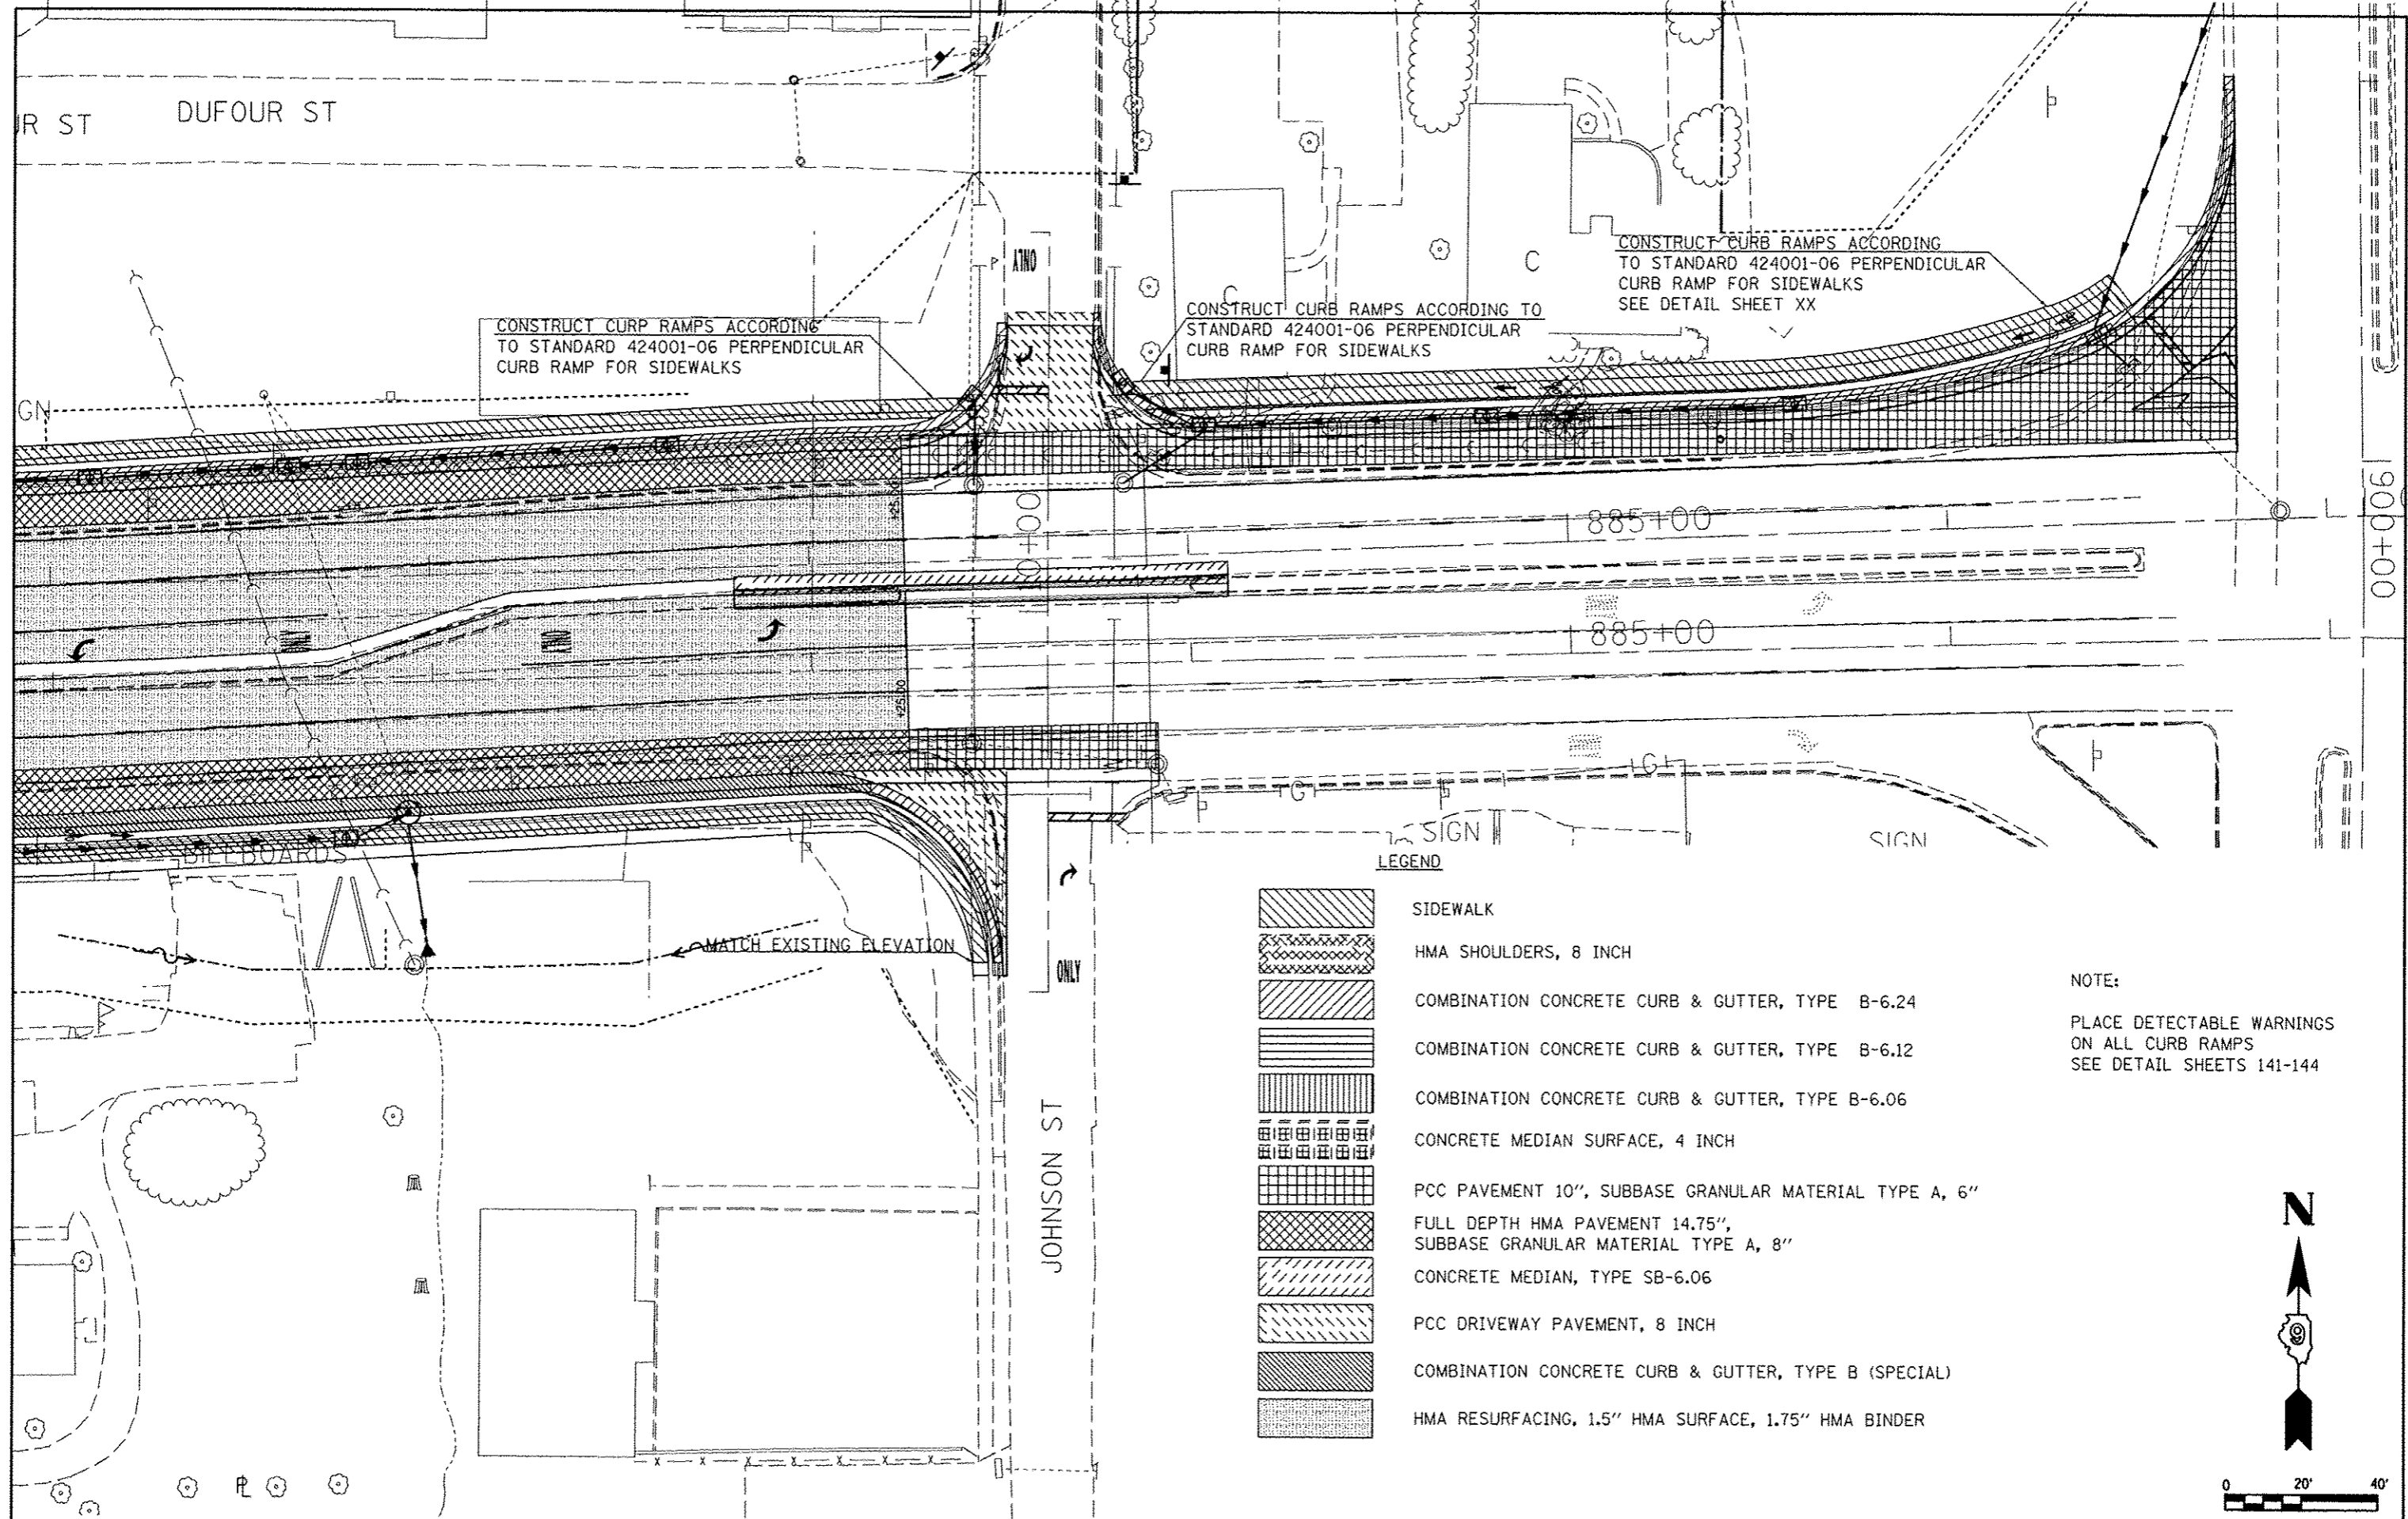 DUFOUR ST
ONLY
CONSTRUCT CURP RAMPS ACCORDING
TO STANDARD 424001-06 PERPENDICULAR
CURB RAMP FOR SIDEWALKS
CONSTRUCT CURB RAMPS ACCORDING TO
STANDARD 424001-06 PERPENDICULAR
CURB RAMP FOR SIDEWALKS
CONSTRUCT CURB RAMPS ACCORDING
TO STANDARD 424001-06 PERPENDICULAR
CURB RAMP FOR SIDEWALKS
SEE DETAIL SHEET XX
C
C
885+00
885+00
900+00
G
G
SIGN
SIGN
BILLBOARDS
MATCH EXISTING ELEVATION
ONLY
JOHNSON ST
LEGEND
SIDEWALK
HMA SHOULDERS, 8 INCH
COMBINATION CONCRETE CURB & GUTTER, TYPE B-6.24
COMBINATION CONCRETE CURB & GUTTER, TYPE B-6.12
COMBINATION CONCRETE CURB & GUTTER, TYPE B-6.06
CONCRETE MEDIAN SURFACE, 4 INCH
PCC PAVEMENT 10", SUBBASE GRANULAR MATERIAL TYPE A, 6"
FULL DEPTH HMA PAVEMENT 14.75",
SUBBASE GRANULAR MATERIAL TYPE A, 8"
CONCRETE MEDIAN, TYPE SB-6.06
PCC DRIVEWAY PAVEMENT, 8 INCH
COMBINATION CONCRETE CURB & GUTTER, TYPE B (SPECIAL)
HMA RESURFACING, 1.5" HMA SURFACE, 1.75" HMA BINDER
NOTE:
PLACE DETECTABLE WARNINGS
ON ALL CURB RAMPS
SEE DETAIL SHEETS 141-144
N
0 20' 40'